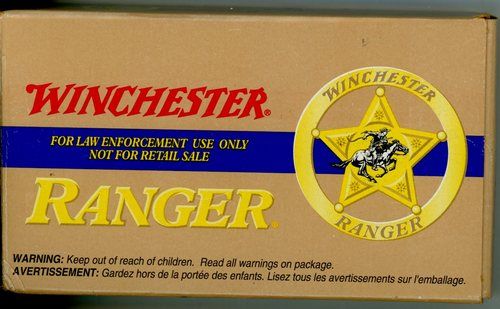 WINCHESTER®
FOR LAW ENFORCEMENT USE ONLY
NOT FOR RETAIL SALE
RANGER®
WINCHESTER
RANGER
WARNING: Keep out of reach of children. Read all warnings on package.
AVERTISSEMENT: Gardez hors de la portée des enfants. Lisez tous les avertissements sur l'emballage.